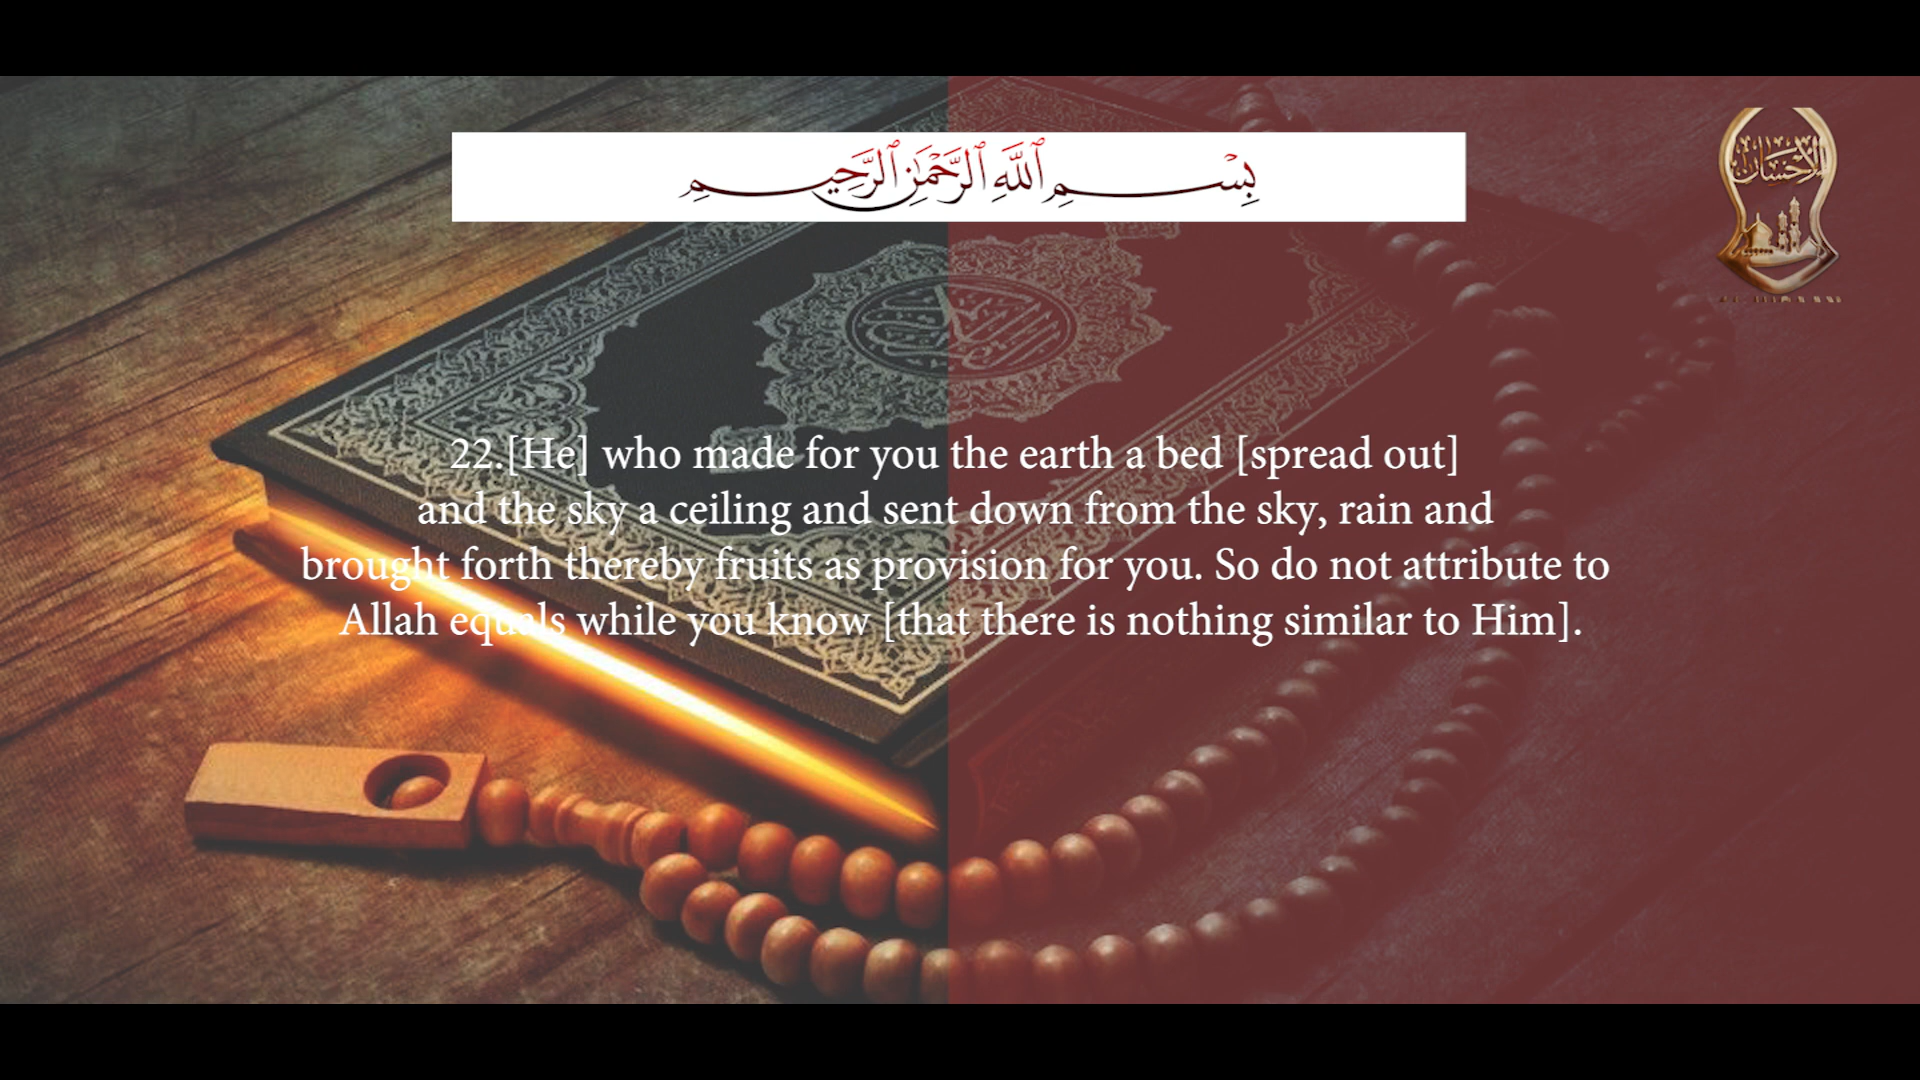 بِسْمِ ٱللَّهِ ٱلرَّحْمَٰنِ ٱلرَّحِيمِ
الإحسان
22.[He] who made for you the earth a bed [spread out]
and the sky a ceiling and sent down from the sky, rain and
brought forth thereby fruits as provision for you. So do not attribute to
Allah equals while you know [that there is nothing similar to Him].